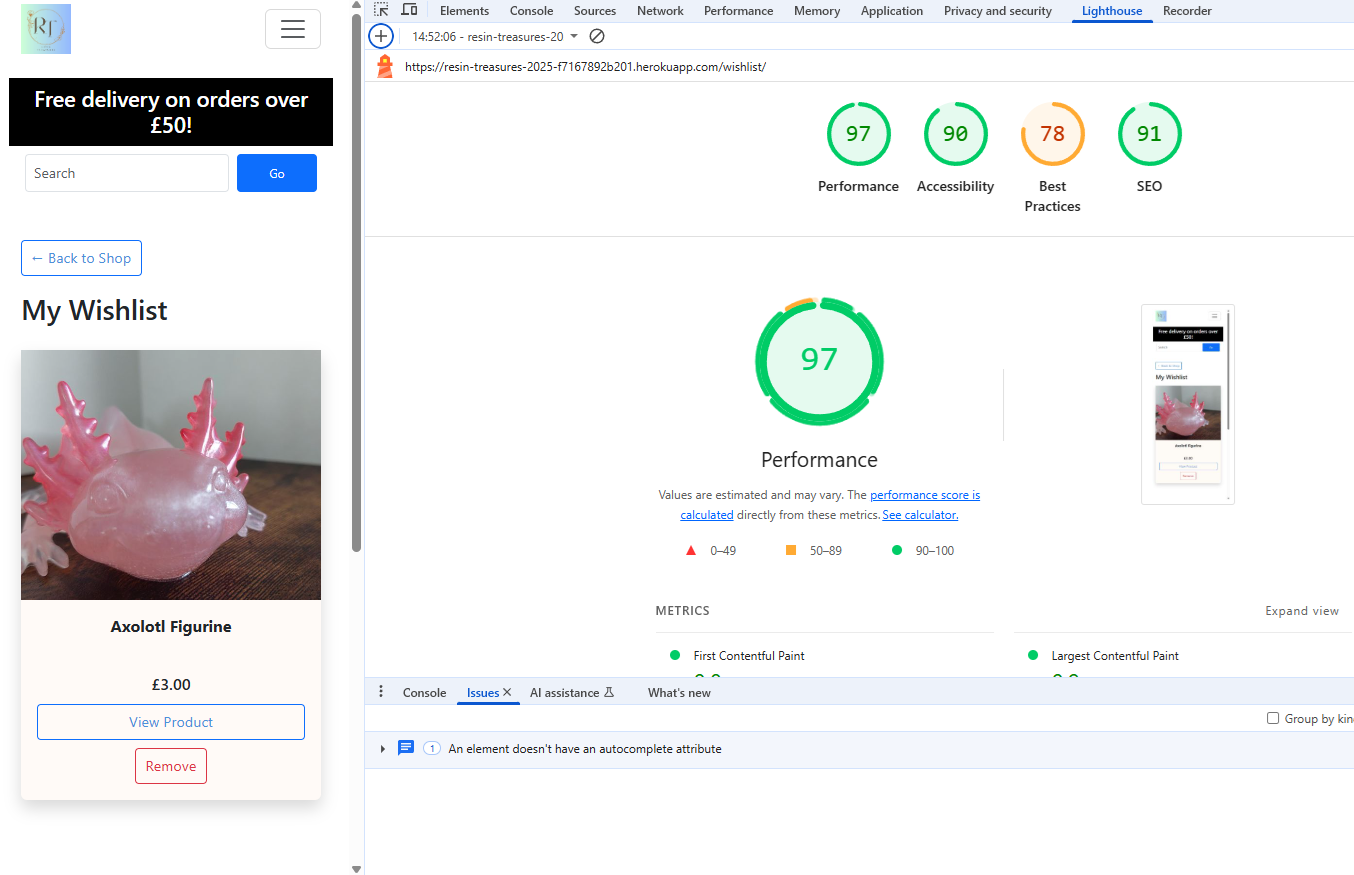 RT
Free delivery on orders over
£50!
Search
Go
← Back to Shop
My Wishlist
Axolotl Figurine
£3.00
View Product
Remove
Elements Console Sources Network Performance Memory Application Privacy and security Lighthouse Recorder
14:52:06 - resin-treasures-20
https://resin-treasures-2025-f7167892b201.herokuapp.com/wishlist/
97 90 78 91
Performance Accessibility Best Practices SEO
97
Performance
Values are estimated and may vary. The performance score is
calculated directly from these metrics. See calculator.
0–49 50–89 90–100
Free delivery on orders over
£50!
My Wishlist
Axolotl Figurine
£3.00
View Product
Remove
METRICS Expand view
First Contentful Paint Largest Contentful Paint
Console Issues AI assistance What's new
Group by kin
1 An element doesn't have an autocomplete attribute